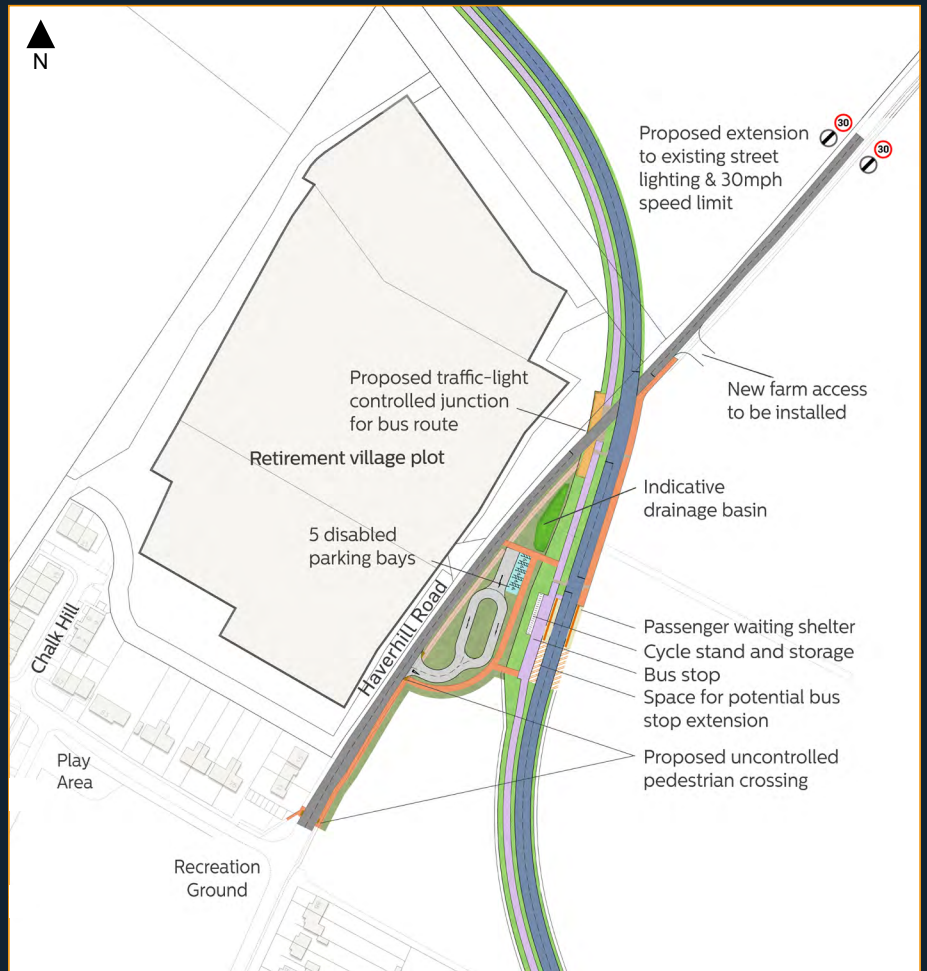 N
30
30
Proposed extension
to existing street
lighting & 30mph
speed limit
Proposed traffic-light
controlled junction
for bus route
New farm access
to be installed
Retirement village plot
Indicative
drainage basin
5 disabled
parking bays
Haverhill Road
Chalk Hill
Passenger waiting shelter
Cycle stand and storage
Bus stop
Space for potential bus
stop extension
Play
Area
Proposed uncontrolled
pedestrian crossing
Recreation
Ground